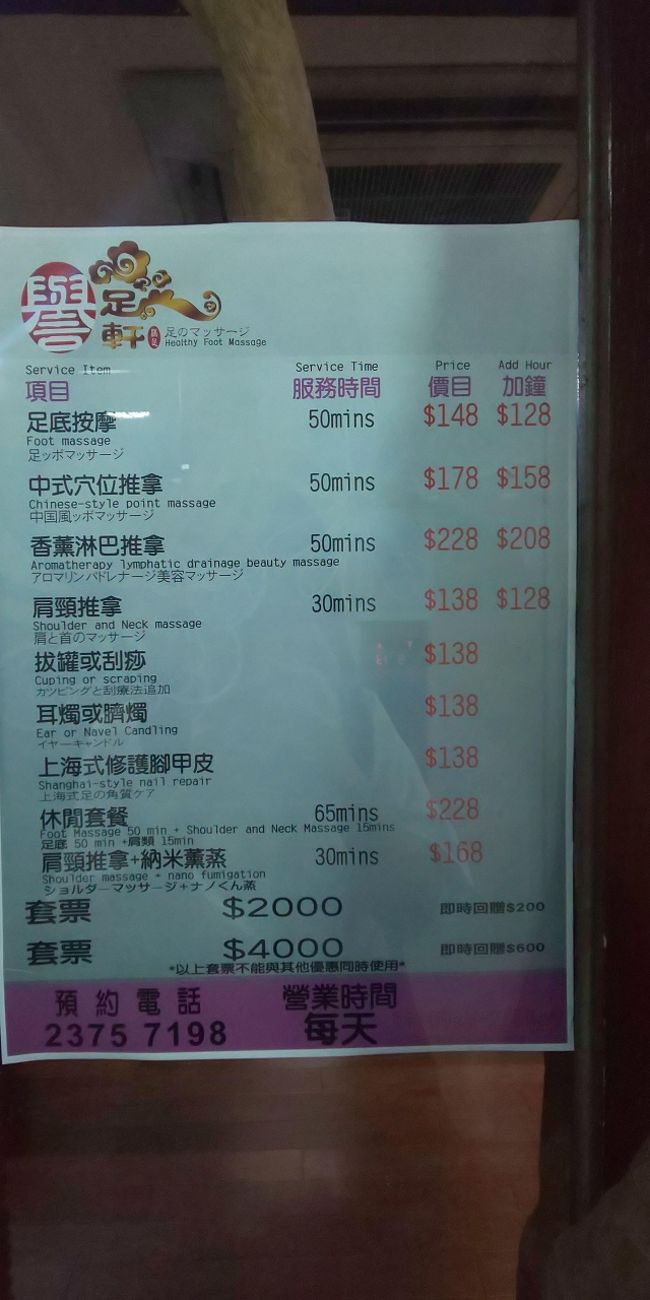 譽足軒 足のマッサージ
Healthy Foot Massage
Service Item Service Time Price Add Hour
項目 服務時間 價目 加鐘
足底按摩 50mins $148 $128
Foot massage
足ッボマッサージ
中式穴位推拿 50mins $178 $158
Chinese-style point massage
中国風ッボマッサージ
香薰淋巴推拿 50mins $228 $208
Aromatherapy lymphatic drainage beauty massage
アロマリンバドレナージ美容マッサージ
肩頸推拿 30mins $138 $128
Shoulder and Neck massage
肩と首のマッサージ
拔罐或刮痧 $138
Cuping or scraping
カッピングと刮療法追加
耳燭或臍燭 $138
Ear or Navel Candling
イヤーキャンドル
上海式修護腳甲皮 $138
Shanghai-style nail repair
上海式足の角質ケア
休閒套餐 65mins $228
Foot Massage 50 min + Shoulder and Neck Massage 15mins
足底 50 min +肩頸 15min
肩頸推拿+納米薰蒸 30mins $168
Shoulder massage + nano fumigation
ショルダーマッサージ+ナノくん蒸
套票 $2000 即時回贈$200
套票 $4000 即時回贈$600
*以上套票不能與其他優惠同時使用*
預約電話 營業時間
2375 7198 每天